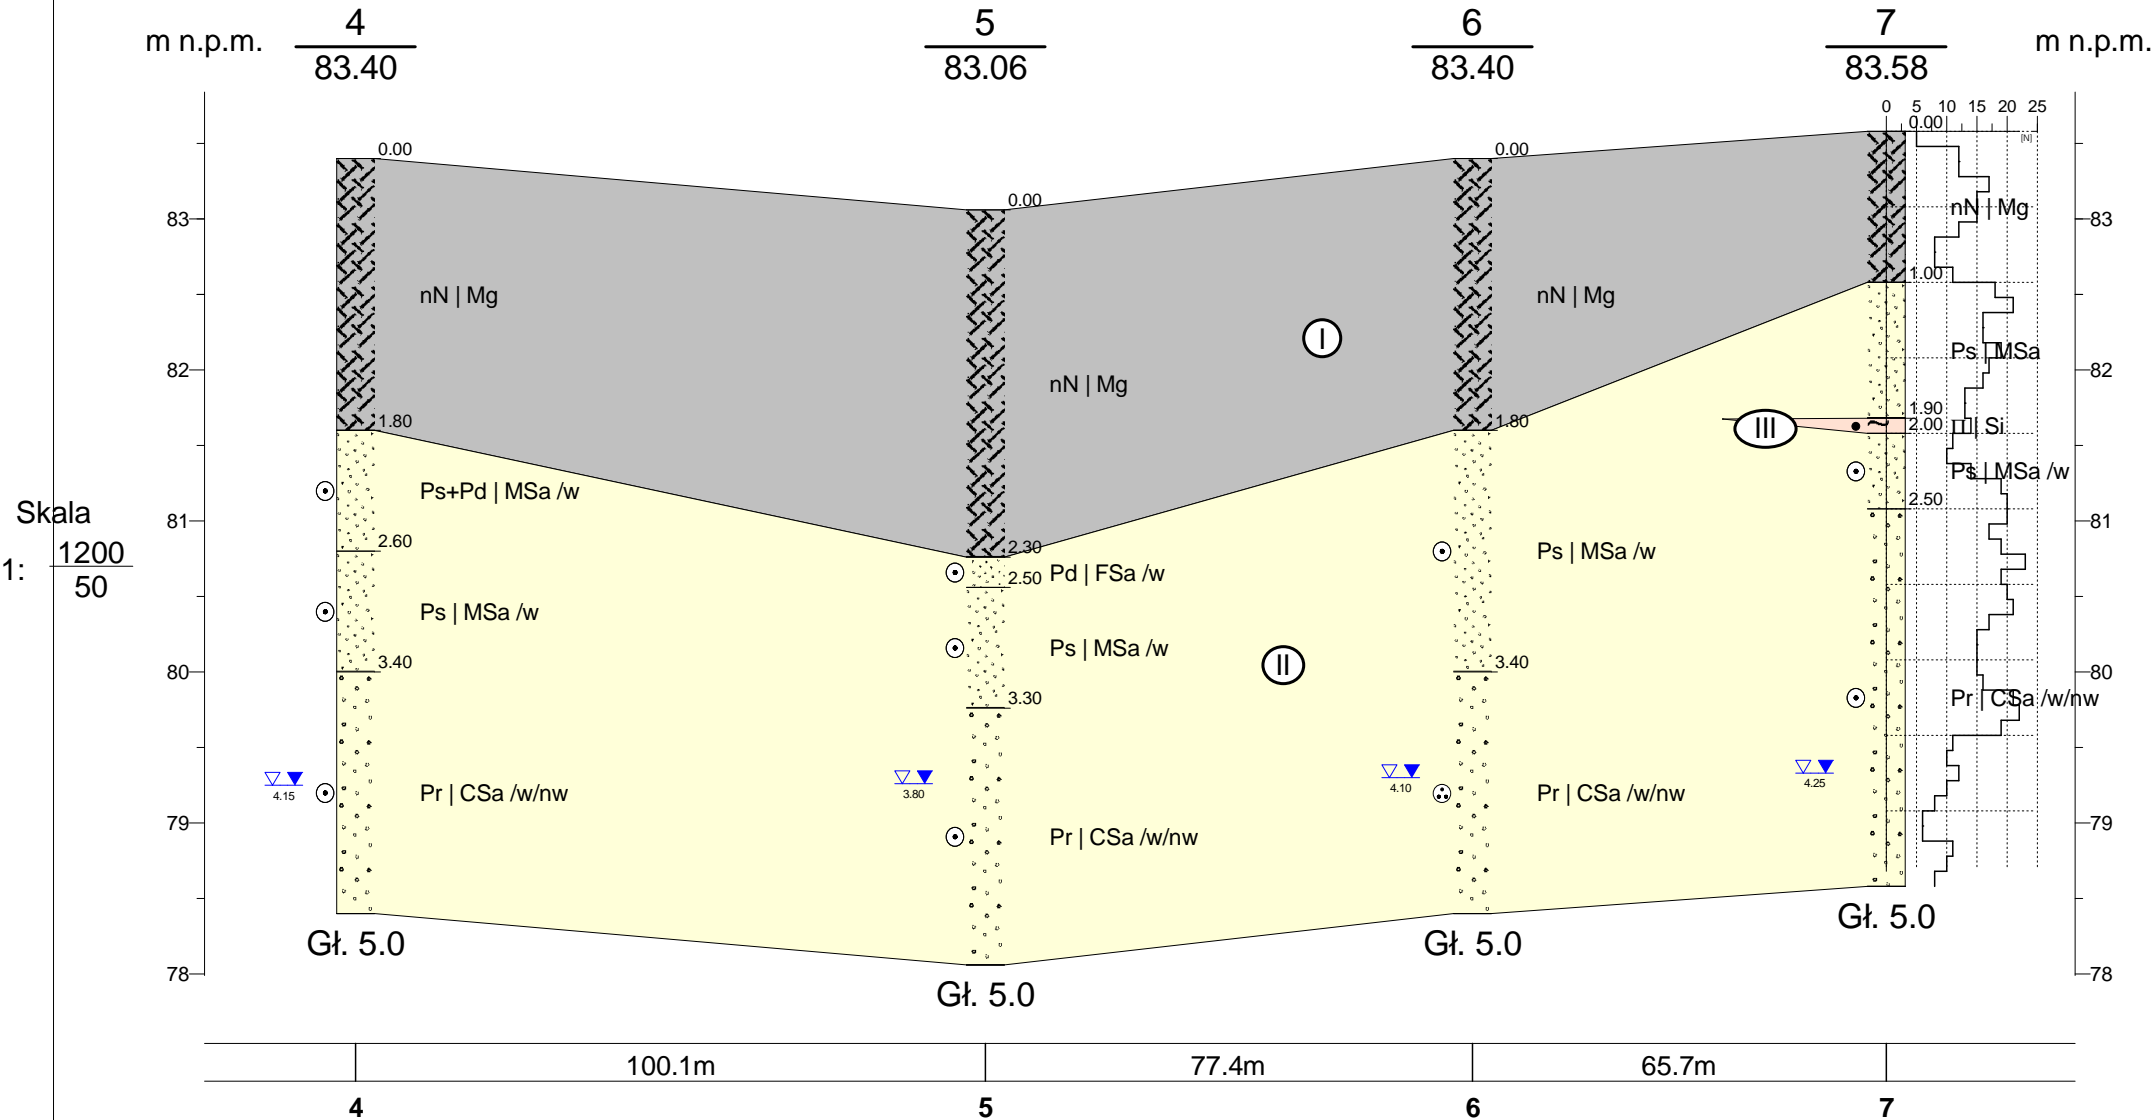 4 5 6 7
m n.p.m. m n.p.m.
83.40 83.06 83.40 83.58
0 5 10 15 20 25
0.00
[N]
0.00 0.00
0.00
83 nN | Mg 83
1.00
nN | Mg nN | Mg
I
Ps | MSa
82 nN | Mg 82
1.90
1.80 1.80 2.00
III Π | Si
Ps | MSa /w
Ps+Pd | MSa /w
2.50
Skala
81 81
2.60 2.30
1200 Ps | MSa /w
1:
50
2.50 Pd | FSa /w
Ps | MSa /w
Ps | MSa /w
3.40 II 3.40
80 80
3.30 Pr | CSa /w/nw
4.15 3.80 4.10 4.25
Pr | CSa /w/nw Pr | CSa /w/nw
79 79
Pr | CSa /w/nw
Gł. 5.0
Gł. 5.0 Gł. 5.0
78 78
Gł. 5.0
100.1m 77.4m 65.7m
4 5 6 7